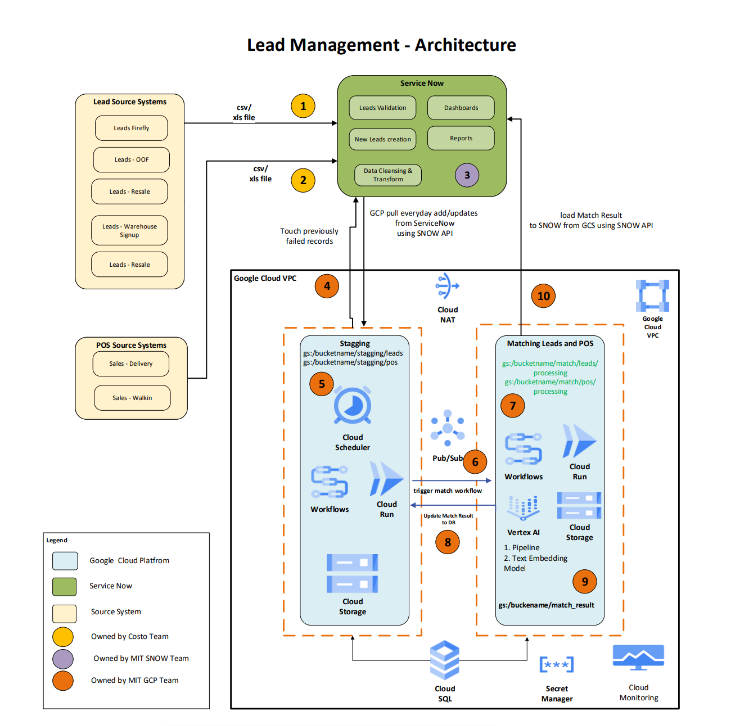 Lead Management - Architecture
Lead Source Systems
Leads Firefly
Leads - OOF
Leads - Resale
Leads - Warehouse
Signup
Leads - Resale
POS Source Systems
Sales - Delivery
Sales - Walkin
csv/
xls file
1
csv/
xls file
2
Service Now
Leads Validation
Dashboards
New Leads creation
Reports
Data Cleansing &
Transform
3
Touch previously
failed records
GCP pull everyday add/updates
from ServiceNow
using SNOW API
load Match Result
to SNOW from GCS using SNOW API
Google Cloud VPC
4
Cloud
NAT
10
Google
Cloud
VPC
Stagging
gs:/bucketname/stagging/leads
gs:/bucketname/stagging/pos
5
Cloud
Scheduler
Workflows
Cloud
Run
Cloud
Storage
Pub/Sub
6
trigger match workflow
Update Match Result
to DB
8
Matching Leads and POS
gs:/bucketname/match/leads/
processing
gs:/bucketname/match/pos/
processing
7
Workflows
Cloud
Run
Vertex AI
Cloud
Storage
1. Pipeline
2. Text Embedding
Model
9
gs:/buckename/match_result
Cloud
SQL
[***]
Secret
Manager
Cloud
Monitoring
Legend
Google Cloud Platfrom
Service Now
Source System
Owned by Costo Team
Owned by MIT SNOW Team
Owned by MIT GCP Team